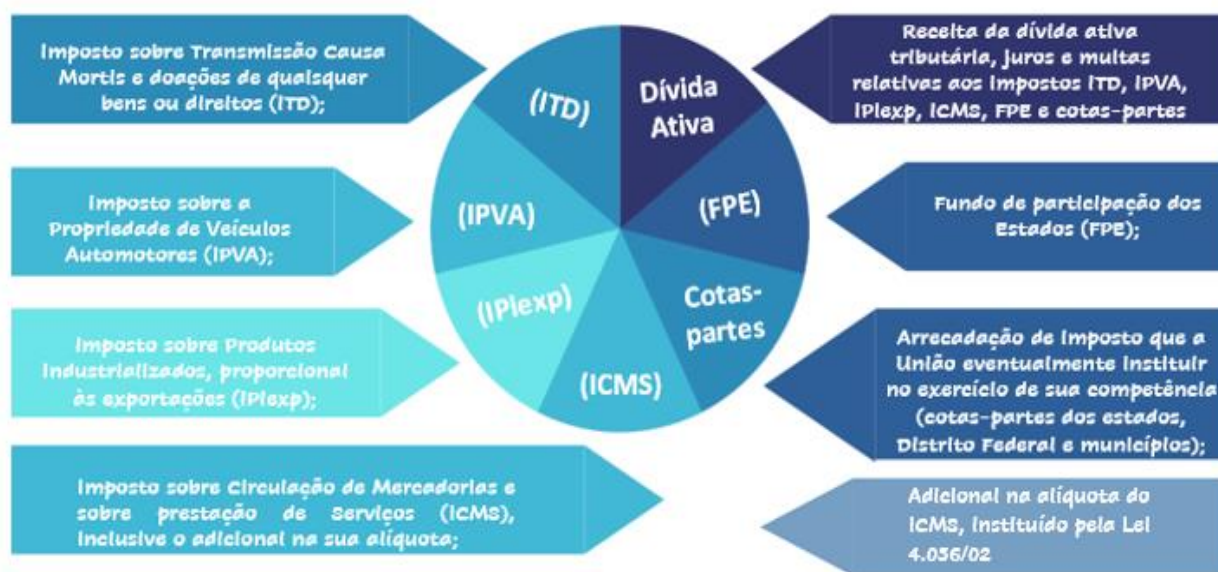 Imposto sobre Transmissão Causa
Mortis e doações de quaisquer
bens ou direitos (ITD);
Imposto sobre a
Propriedade de Veículos
Automotores (IPVA);
Imposto sobre Produtos
Industrializados, proporcional
às exportações (IPIexp);
Imposto sobre Circulação de Mercadorias e
sobre prestação de Serviços (ICMS),
inclusive o adicional na sua alíquota;
(ITD)
Dívida
Ativa
(IPVA)
(FPE)
(IPIexp)
Cotas-
partes
(ICMS)
Receita da dívida ativa
tributária, juros e multas
relativas aos impostos ITD, IPVA,
IPIexp, ICMS, FPE e cotas-partes
Fundo de participação dos
Estados (FPE);
Arrecadação de imposto que a
União eventualmente instituir
no exercício de sua competência
(cotas-partes dos estados,
Distrito Federal e municípios);
Adicional na alíquota do
ICMS, instituído pela Lei
4.056/02